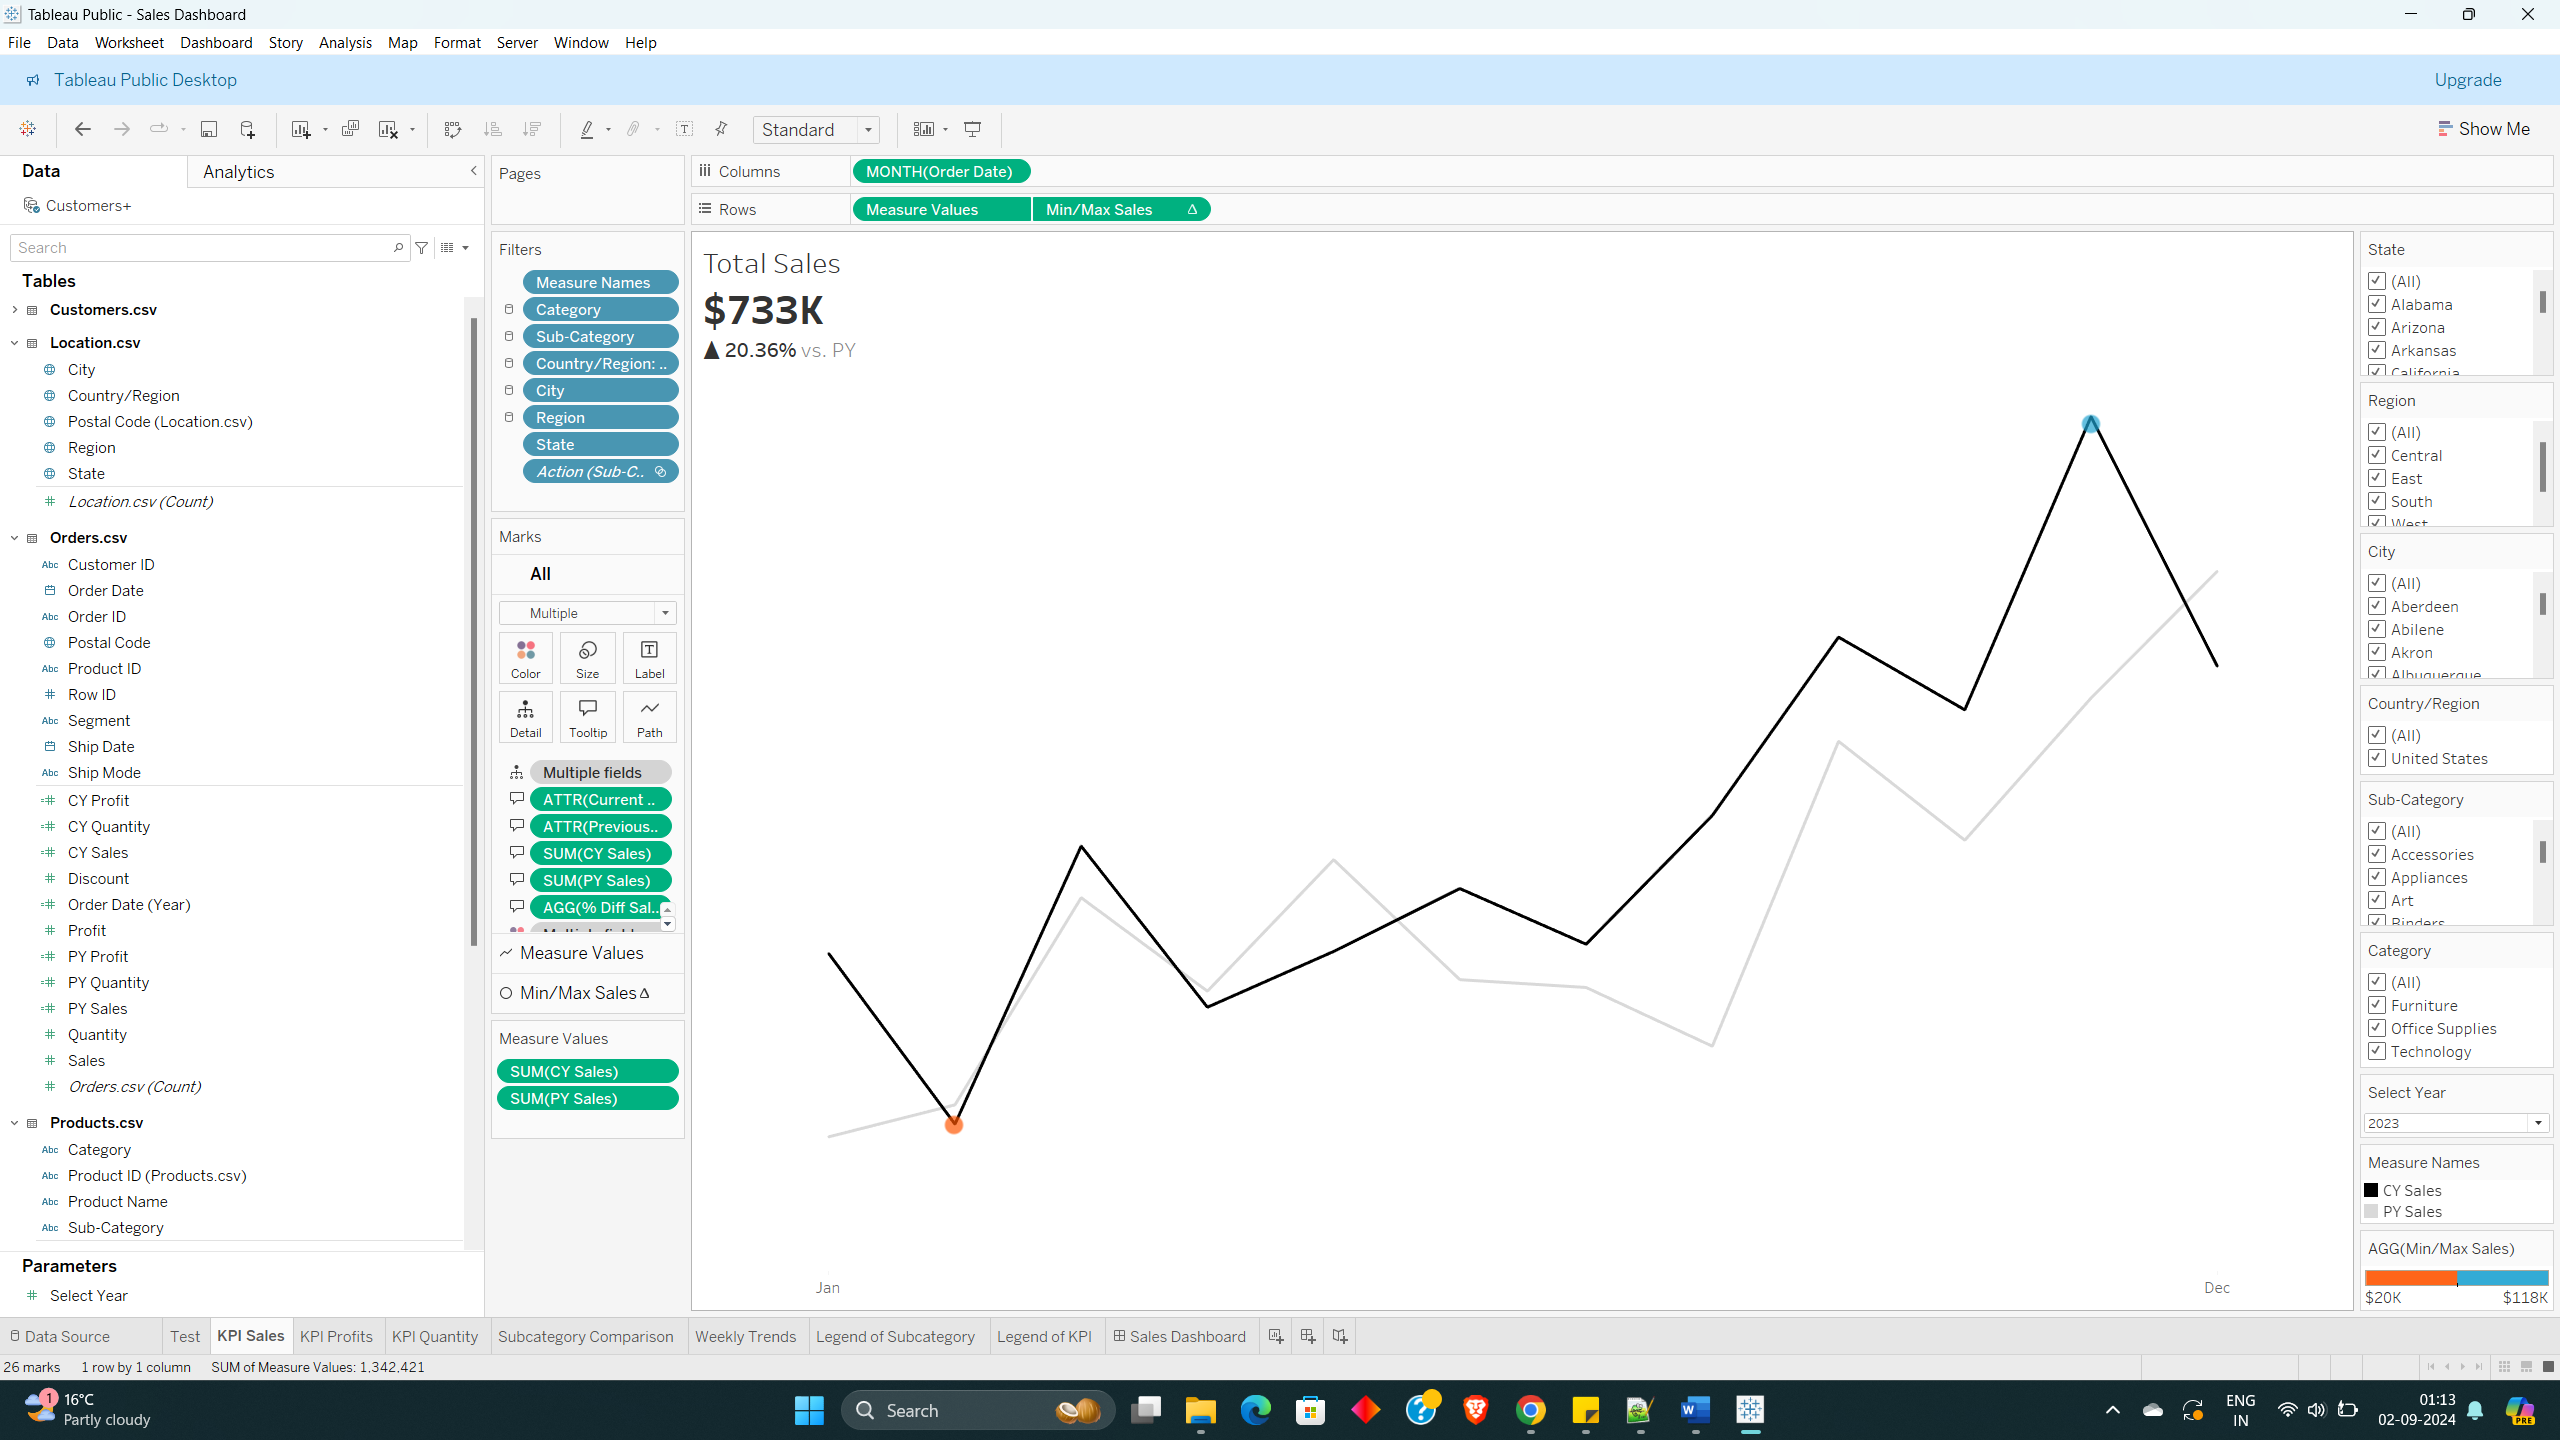 Tableau Public - Sales Dashboard
File Data Worksheet Dashboard Story Analysis Map Format Server Window Help
Tableau Public Desktop
Upgrade
Standard
Show Me
Data
Analytics
Customers+
Search
Tables
Customers.csv
Location.csv
City
Country/Region
Postal Code (Location.csv)
Region
State
Location.csv (Count)
Orders.csv
Abc Customer ID
Order Date
Abc Order ID
Postal Code
Abc Product ID
# Row ID
Abc Segment
Ship Date
Abc Ship Mode
=# CY Profit
=# CY Quantity
=# CY Sales
# Discount
=# Order Date (Year)
# Profit
=# PY Profit
=# PY Quantity
=# PY Sales
# Quantity
# Sales
# Orders.csv (Count)
Products.csv
Abc Category
Abc Product ID (Products.csv)
Abc Product Name
Abc Sub-Category
Parameters
# Select Year
Pages
Filters
Measure Names
Category
Sub-Category
Country/Region: ..
City
Region
State
Action (Sub-C..
Marks
All
Multiple
Color Size Label
Detail Tooltip Path
Multiple fields
ATTR(Current ..
ATTR(Previous..
SUM(CY Sales)
SUM(PY Sales)
AGG(% Diff Sal..
Measure Values
Min/Max Sales Δ
Measure Values
SUM(CY Sales)
SUM(PY Sales)
Columns MONTH(Order Date)
Rows Measure Values Min/Max Sales Δ
Total Sales
$733K
▲ 20.36% vs. PY
Jan
Dec
State
(All)
Alabama
Arizona
Arkansas
California
Region
(All)
Central
East
South
West
City
(All)
Aberdeen
Abilene
Akron
Albuquerque
Country/Region
(All)
United States
Sub-Category
(All)
Accessories
Appliances
Art
Binders
Category
(All)
Furniture
Office Supplies
Technology
Select Year
2023
Measure Names
CY Sales
PY Sales
AGG(Min/Max Sales)
$20K $118K
Data Source Test KPI Sales KPI Profits KPI Quantity Subcategory Comparison Weekly Trends Legend of Subcategory Legend of KPI Sales Dashboard
26 marks 1 row by 1 column SUM of Measure Values: 1,342,421
1
16°C
Partly cloudy
Search
ENG
IN
01:13
02-09-2024
PRE